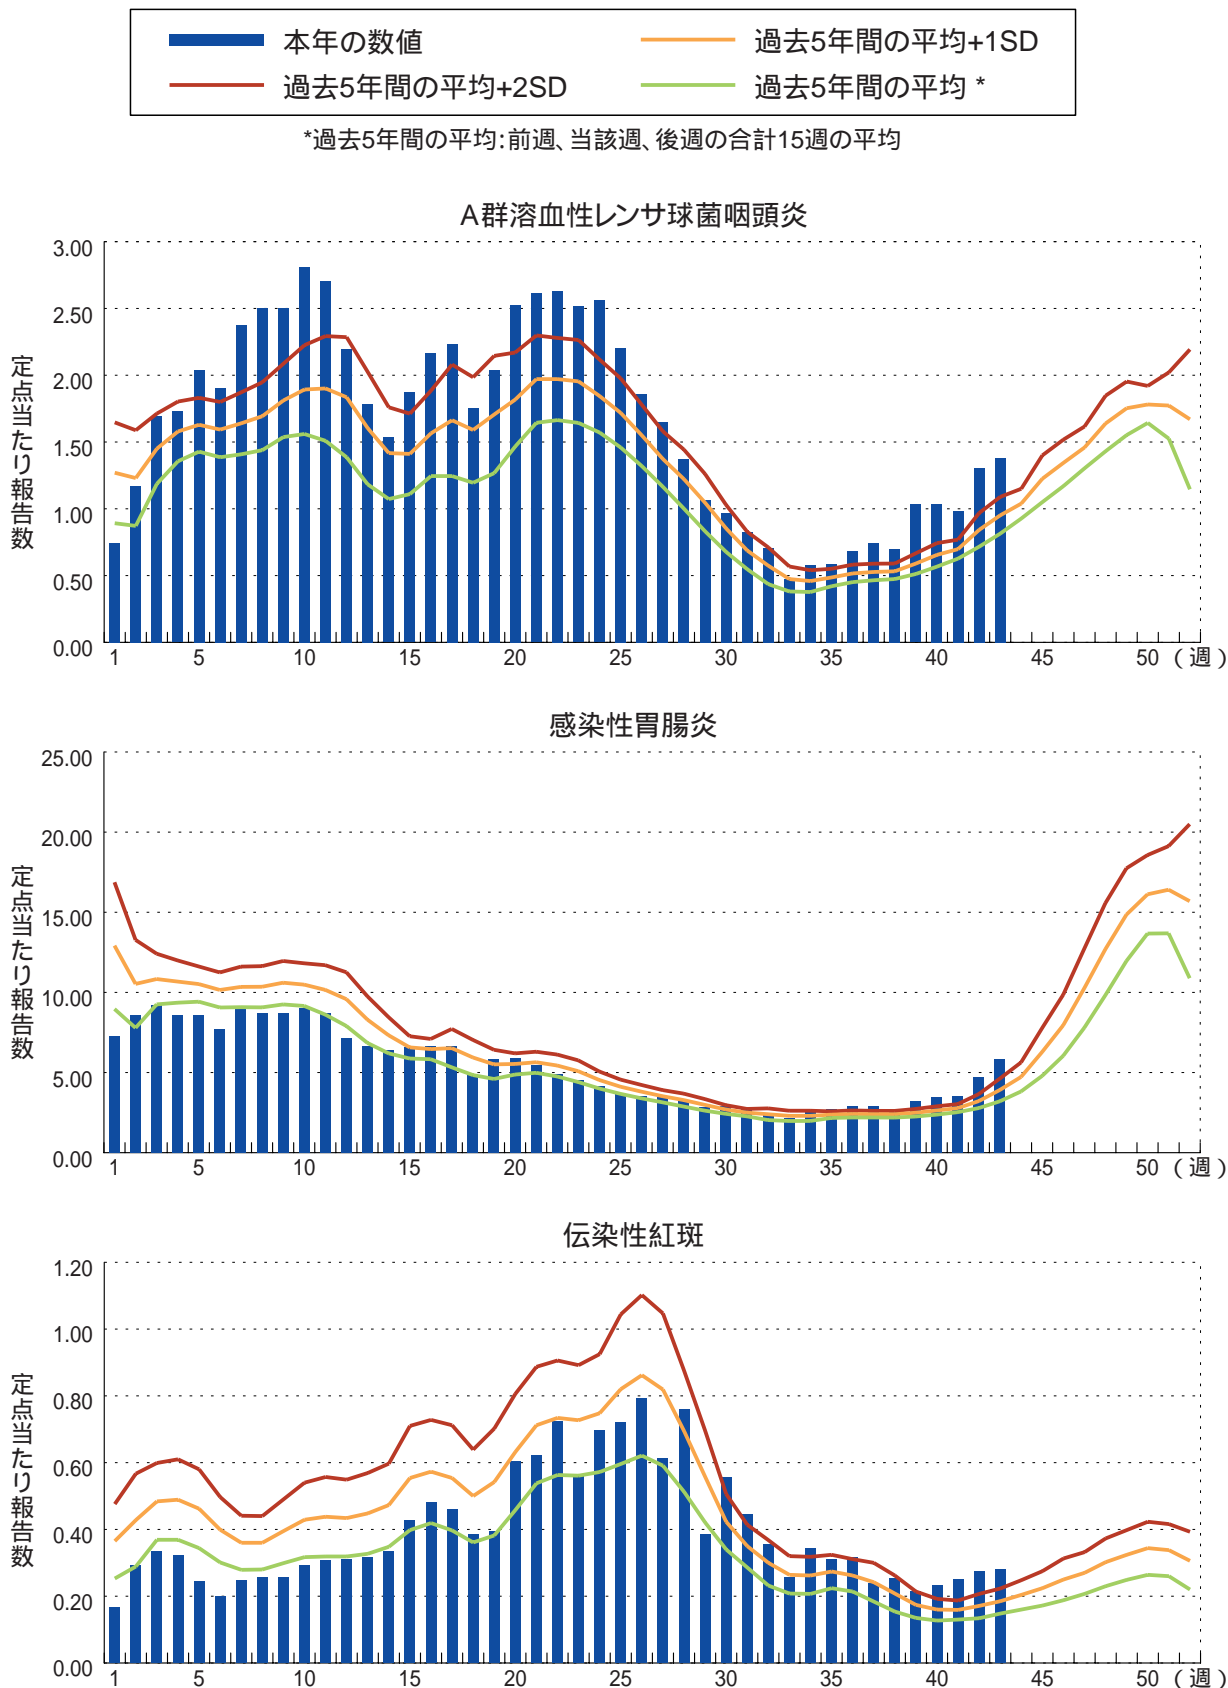 本年の数値
過去5年間の平均+1SD
過去5年間の平均+2SD
過去5年間の平均 *
*過去5年間の平均:前週、当該週、後週の合計15週の平均
A群溶血性レンサ球菌咽頭炎
定点当たり報告数
3.00
2.50
2.00
1.50
1.00
0.50
0.00
1 5 10 15 20 25 30 35 40 45 50 (週)
感染性胃腸炎
定点当たり報告数
25.00
20.00
15.00
10.00
5.00
0.00
1 5 10 15 20 25 30 35 40 45 50 (週)
伝染性紅斑
定点当たり報告数
1.20
1.00
0.80
0.60
0.40
0.20
0.00
1 5 10 15 20 25 30 35 40 45 50 (週)